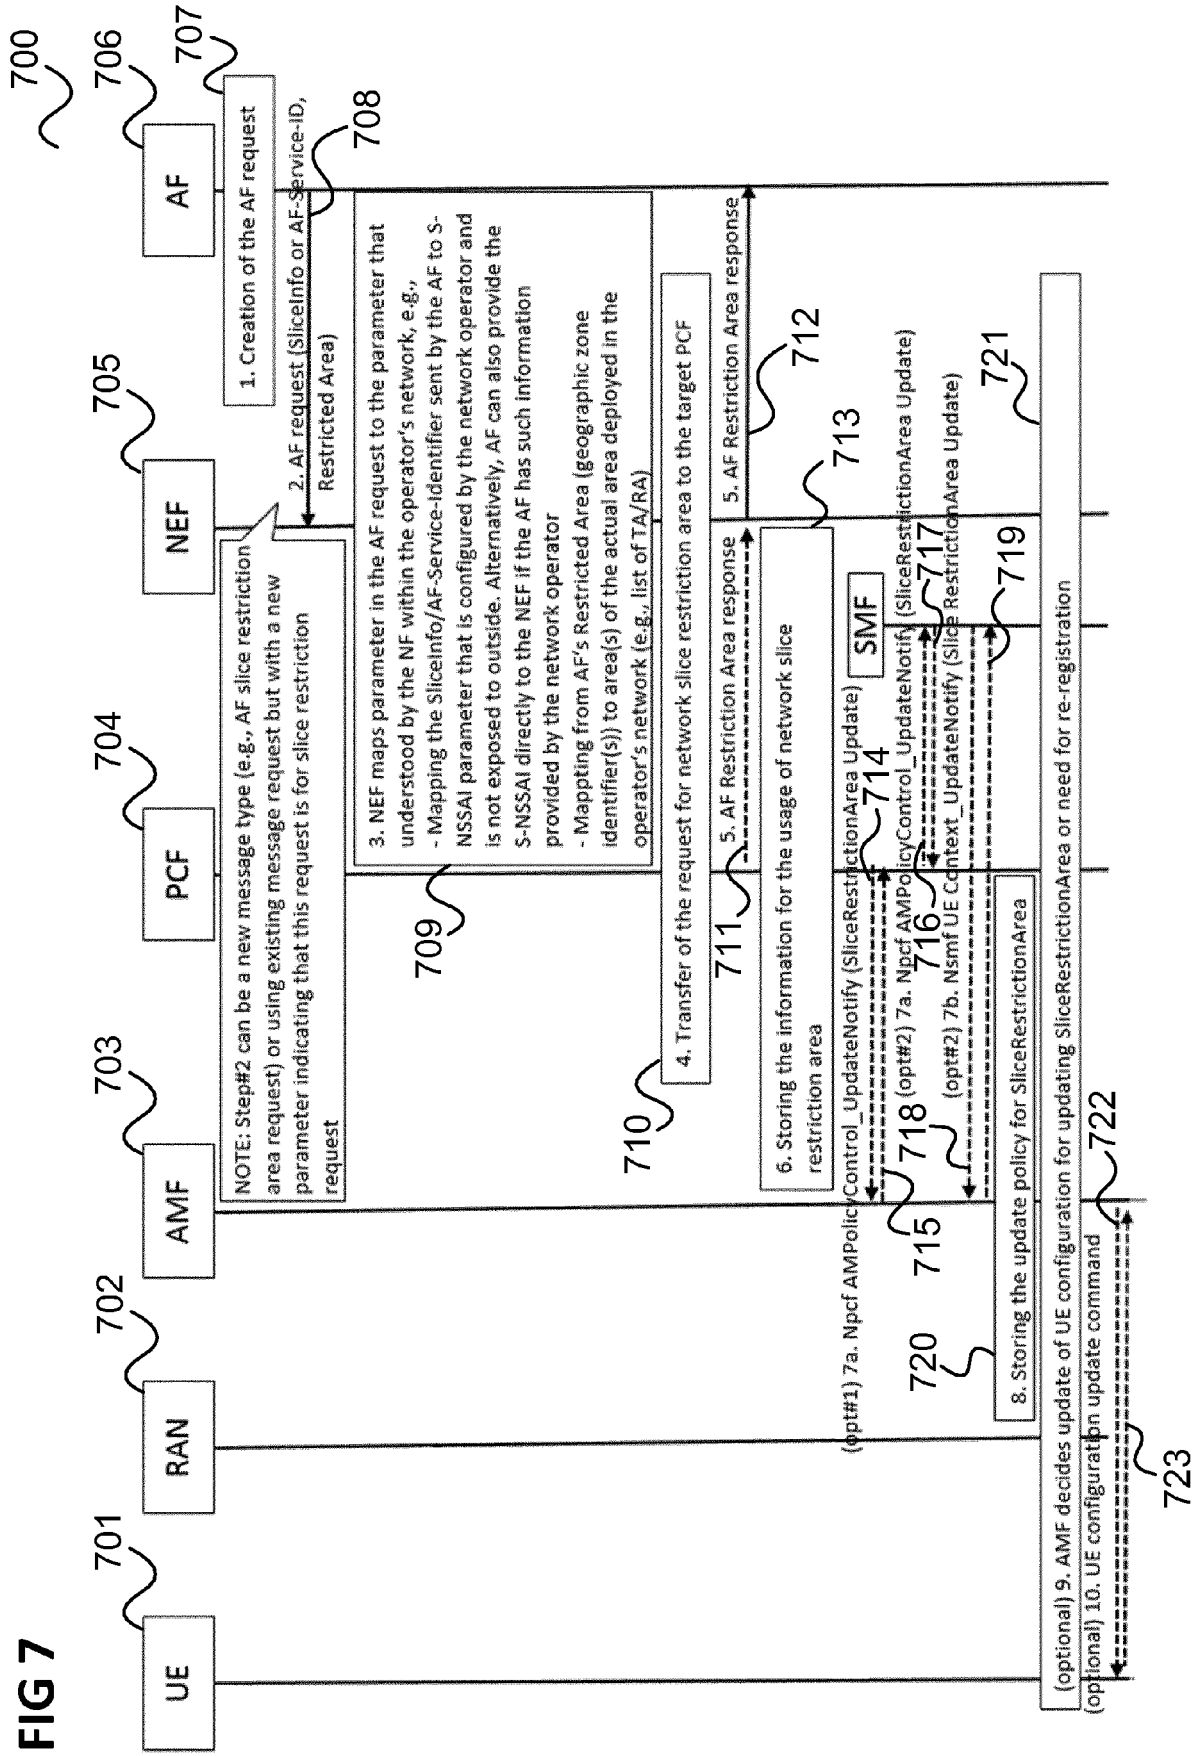 FIG 7
700
701
702
703
704
705
706
UE
RAN
AMF
PCF
NEF
AF
707
1. Creation of the AF request
NOTE: Step#2 can be a new message type (e.g., AF slice restriction
area request) or using existing message request but with a new
parameter indicating that this request is for slice restriction
request
2. AF request (SliceInfo or AF-Service-ID,
Restricted Area)
708
709
3. NEF maps parameter in the AF request to the parameter that
understood by the NF within the operator's network, e.g.,
- Mapping the SliceInfo/AF-Service-Identifier sent by the AF to S-
NSSAI parameter that is configured by the network operator and
is not exposed to outside. Alternatively, AF can also provide the
S-NSSAI directly to the NEF if the AF has such information
provided by the network operator
- Mappting from AF's Restricted Area (geographic zone
identifier(s)) to area(s) of the actual area deployed in the
operator's network (e.g., list of TA/RA)
710
4. Transfer of the request for network slice restriction area to the target PCF
5. AF Restriction Area response
711
5. AF Restriction Area response
712
6. Storing the information for the usage of network slice
restriction area
713
SMF
(opt#1) 7a. Npcf AMPolicyControl_UpdateNotify (SliceRestrictionArea Update)
714
715
(opt#2) 7a. Npcf AMPolicyControl_UpdateNotify (SliceRestrictionArea Update)
716
717
(opt#2) 7b. Nsmf UE Context_UpdateNotify (Slice RestrictionArea Update)
718
719
720
8. Storing the update policy for SliceRestrictionArea
721
(optional) 9. AMF decides update of UE configuration for updating SliceRestrictionArea or need for re-registration
(optional) 10. UE configuration update command
722
723